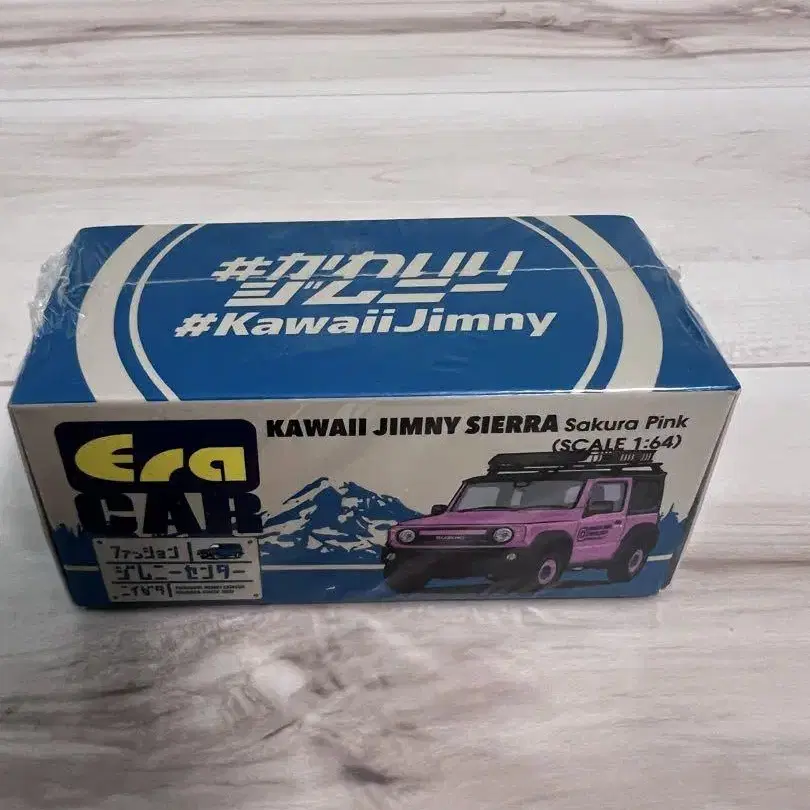 #かわいい
ジムニー
#KawaiiJimny
Era
CAR
KAWAII JIMNY SIERRA Sakura Pink
(SCALE 1:64)
SUZUKI
ファッション
ジムニーセンター